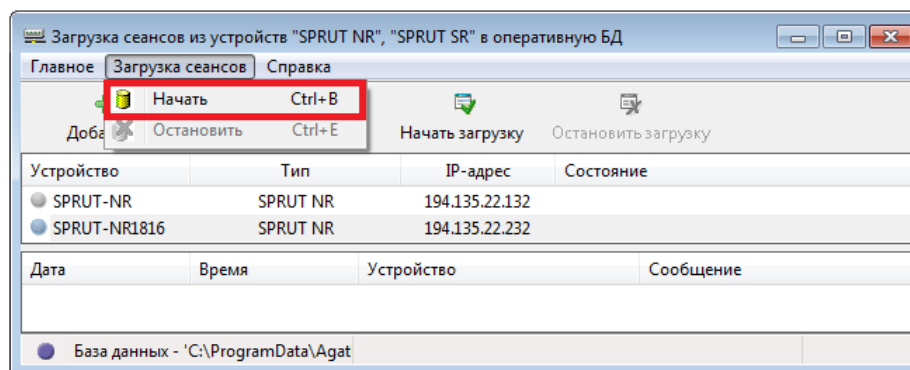 Загрузка сеансов из устройств "SPRUT NR", "SPRUT SR" в оперативную БД
Главное Загрузка сеансов Справка
Начать Ctrl+B
Остановить Ctrl+E
Начать загрузку Остановить загрузку
Устройство Тип IP-адрес Состояние
SPRUT-NR SPRUT NR 194.135.22.132
SPRUT-NR1816 SPRUT NR 194.135.22.232
Дата Время Устройство Сообщение
База данных - 'C:\ProgramData\Agat